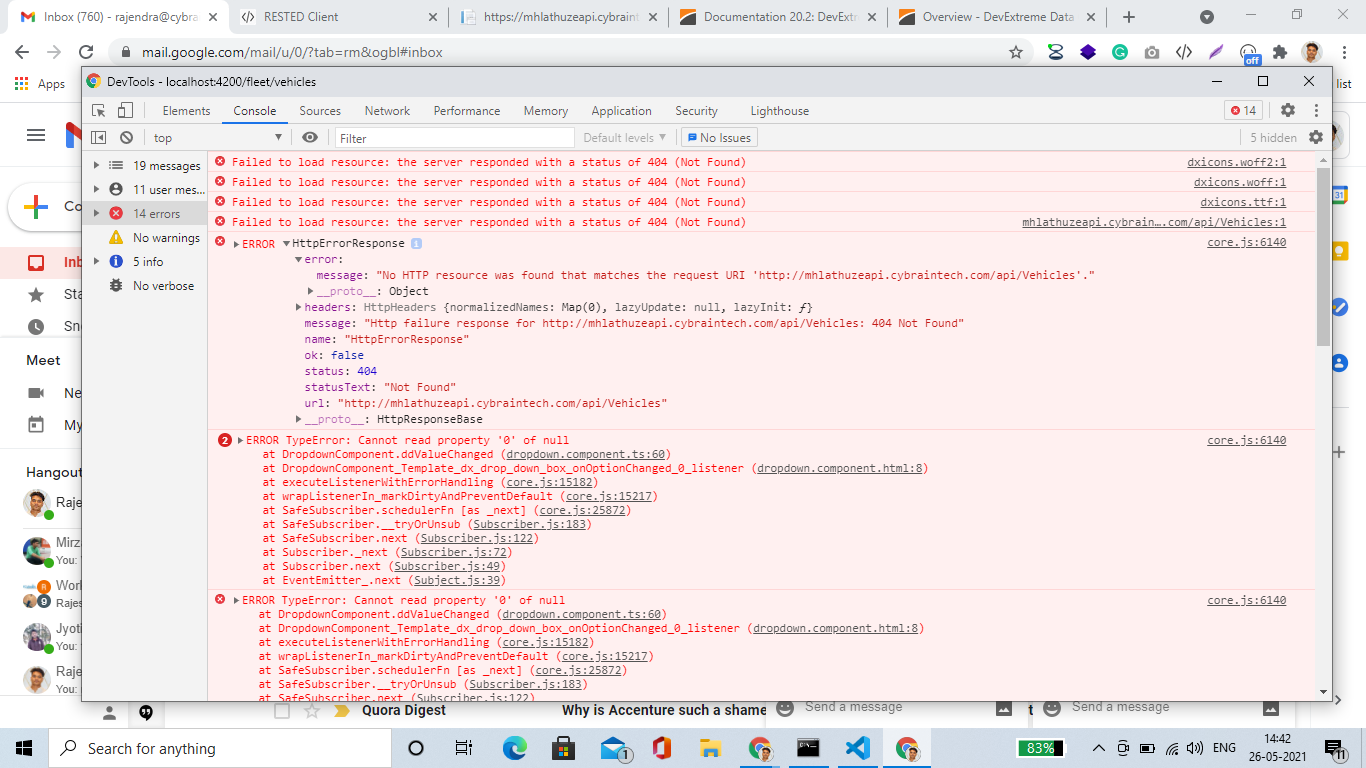 Inbox (760) - rajendra@cybra
RESTED Client
https://mhlathuzeapi.cybraint
Documentation 20.2: DevExtr
Overview - DevExtreme Data
mail.google.com/mail/u/0/?tab=rm&ogbl#inbox
off
Apps
list
DevTools - localhost:4200/fleet/vehicles
Elements
Console
Sources
Network
Performance
Memory
Application
Security
Lighthouse
14
top
Filter
Default levels
No Issues
5 hidden
19 messages
11 user mes...
14 errors
No warnings
5 info
No verbose
Failed to load resource: the server responded with a status of 404 (Not Found) dxicons.woff2:1
Failed to load resource: the server responded with a status of 404 (Not Found) dxicons.woff:1
Failed to load resource: the server responded with a status of 404 (Not Found) dxicons.ttf:1
Failed to load resource: the server responded with a status of 404 (Not Found) mhlathuzeapi.cybrain….com/api/Vehicles:1
ERROR HttpErrorResponse core.js:6140
error:
message: "No HTTP resource was found that matches the request URI 'http://mhlathuzeapi.cybraintech.com/api/Vehicles'."
__proto__: Object
headers: HttpHeaders {normalizedNames: Map(0), lazyUpdate: null, lazyInit: ƒ}
message: "Http failure response for http://mhlathuzeapi.cybraintech.com/api/Vehicles: 404 Not Found"
name: "HttpErrorResponse"
ok: false
status: 404
statusText: "Not Found"
url: "http://mhlathuzeapi.cybraintech.com/api/Vehicles"
__proto__: HttpResponseBase
2 ERROR TypeError: Cannot read property '0' of null core.js:6140
at DropdownComponent.ddValueChanged (dropdown.component.ts:60)
at DropdownComponent_Template_dx_drop_down_box_onOptionChanged_0_listener (dropdown.component.html:8)
at executeListenerWithErrorHandling (core.js:15182)
at wrapListenerIn_markDirtyAndPreventDefault (core.js:15217)
at SafeSubscriber.schedulerFn [as _next] (core.js:25872)
at SafeSubscriber.__tryOrUnsub (Subscriber.js:183)
at SafeSubscriber.next (Subscriber.js:122)
at Subscriber._next (Subscriber.js:72)
at Subscriber.next (Subscriber.js:49)
at EventEmitter_.next (Subject.js:39)
ERROR TypeError: Cannot read property '0' of null core.js:6140
at DropdownComponent.ddValueChanged (dropdown.component.ts:60)
at DropdownComponent_Template_dx_drop_down_box_onOptionChanged_0_listener (dropdown.component.html:8)
at executeListenerWithErrorHandling (core.js:15182)
at wrapListenerIn_markDirtyAndPreventDefault (core.js:15217)
at SafeSubscriber.schedulerFn [as _next] (core.js:25872)
at SafeSubscriber.__tryOrUnsub (Subscriber.js:183)
at SafeSubscriber.next (Subscriber.js:122)
Co
Inb
Sta
Sno
Meet
Ne
My
Hangout
Raje
Mirza
You: 
Work
Rajes
Jyoti
You: 
Raje
You: 
31
Quora Digest
Why is Accenture such a shame
Send a message
Send a message
Search for anything
1
83%
ENG
14:42
26-05-2021
11